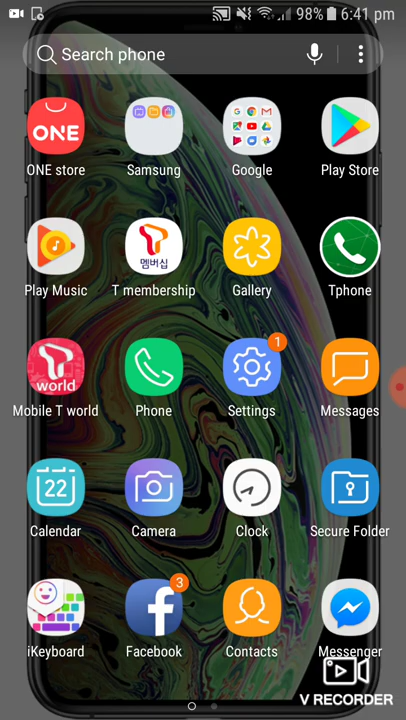 98% 6:41 pm
Search phone
ONE
ONE store
Samsung
Google
Play Store
Play Music
멤버십
T membership
Gallery
Tphone
world
Mobile T world
Phone
1
Settings
Messages
22
Calendar
Camera
Clock
Secure Folder
iKeyboard
3
Facebook
Contacts
Messenger
V RECORDER